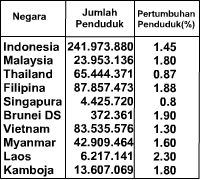 Negara Jumlah Penduduk Pertumbuhan Penduduk(%)
Indonesia 241.973.880 1.45
Malaysia 23.953.136 1.80
Thailand 65.444.371 0.87
Filipina 87.857.473 1.88
Singapura 4.425.720 0.8
Brunei DS 372.361 1.90
Vietnam 83.535.576 1.30
Myanmar 42.909.464 1.60
Laos 6.217.141 2.30
Kamboja 13.607.069 1.80